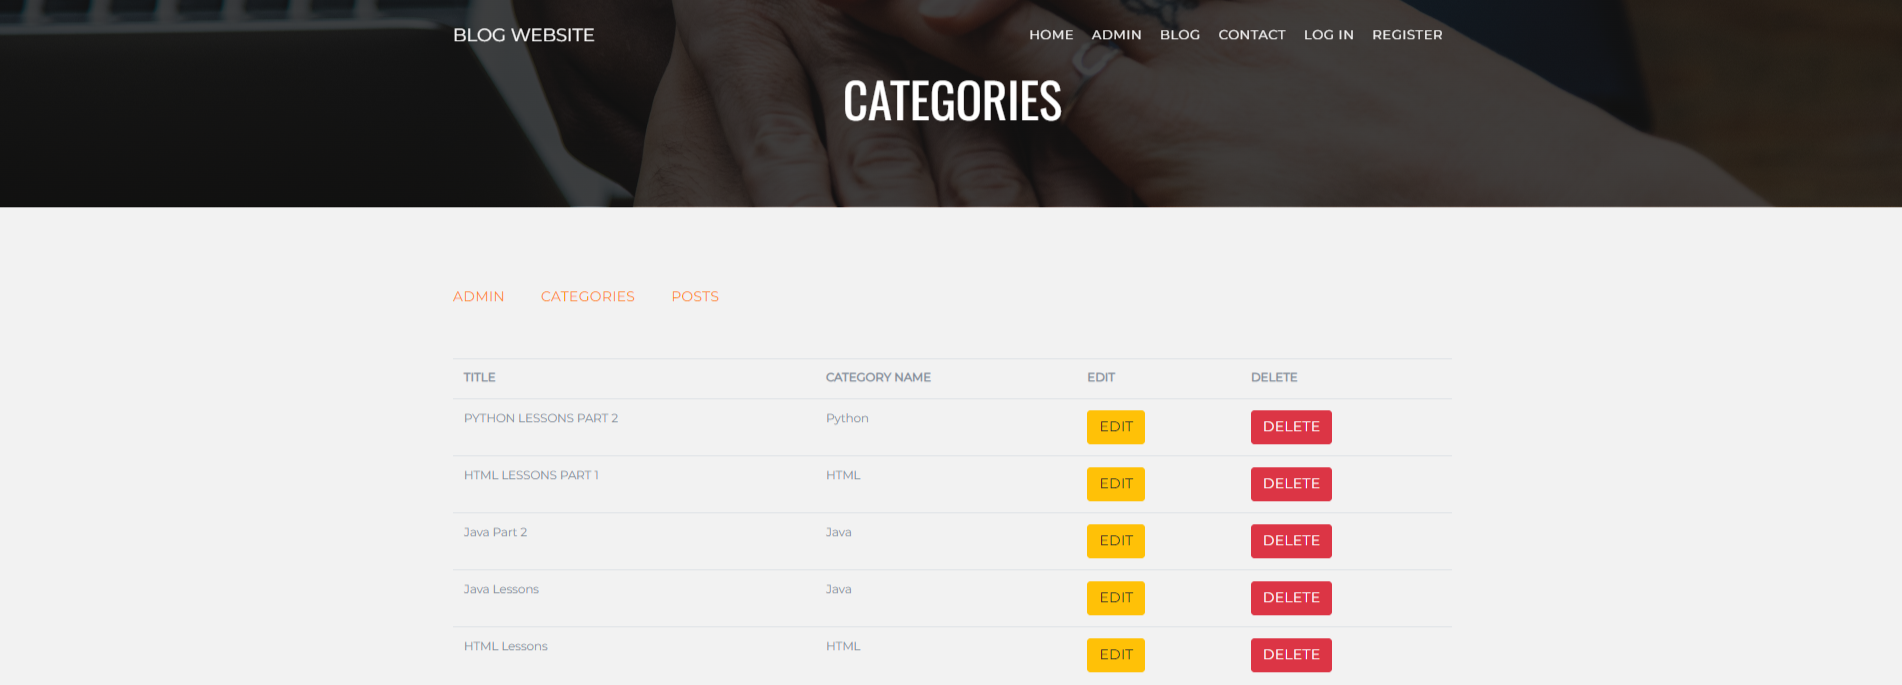 BLOG WEBSITE HOME ADMIN BLOG CONTACT LOG IN REGISTER
CATEGORIES
ADMIN CATEGORIES POSTS
TITLE CATEGORY NAME EDIT DELETE
PYTHON LESSONS PART 2 Python EDIT DELETE
HTML LESSONS PART 1 HTML EDIT DELETE
Java Part 2 Java EDIT DELETE
Java Lessons Java EDIT DELETE
HTML Lessons HTML EDIT DELETE